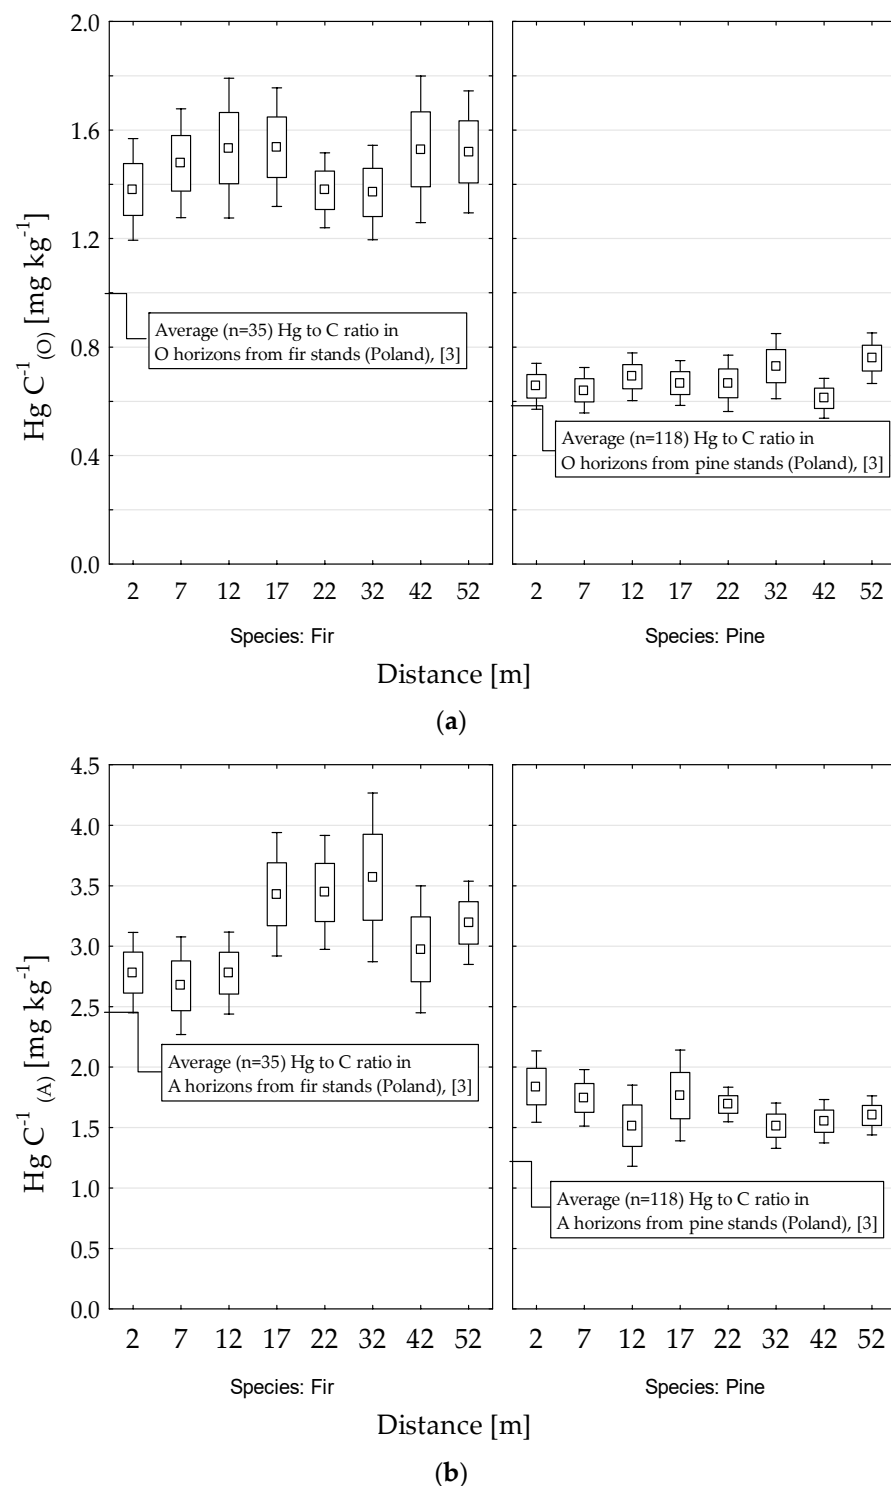 2.0
1.6
1.2
0.8
0.4
0.0
Hg C-1 (O) [mg kg-1]
Average (n=35) Hg to C ratio in
O horizons from fir stands (Poland), [3]
Average (n=118) Hg to C ratio in
O horizons from pine stands (Poland), [3]
2 7 12 17 22 32 42 52
2 7 12 17 22 32 42 52
Species: Fir
Species: Pine
Distance [m]
(a)
4.5
4.0
3.5
3.0
2.5
2.0
1.5
1.0
0.5
0.0
Hg C-1 (A) [mg kg-1]
Average (n=35) Hg to C ratio in
A horizons from fir stands (Poland), [3]
Average (n=118) Hg to C ratio in
A horizons from pine stands (Poland), [3]
2 7 12 17 22 32 42 52
2 7 12 17 22 32 42 52
Species: Fir
Species: Pine
Distance [m]
(b)